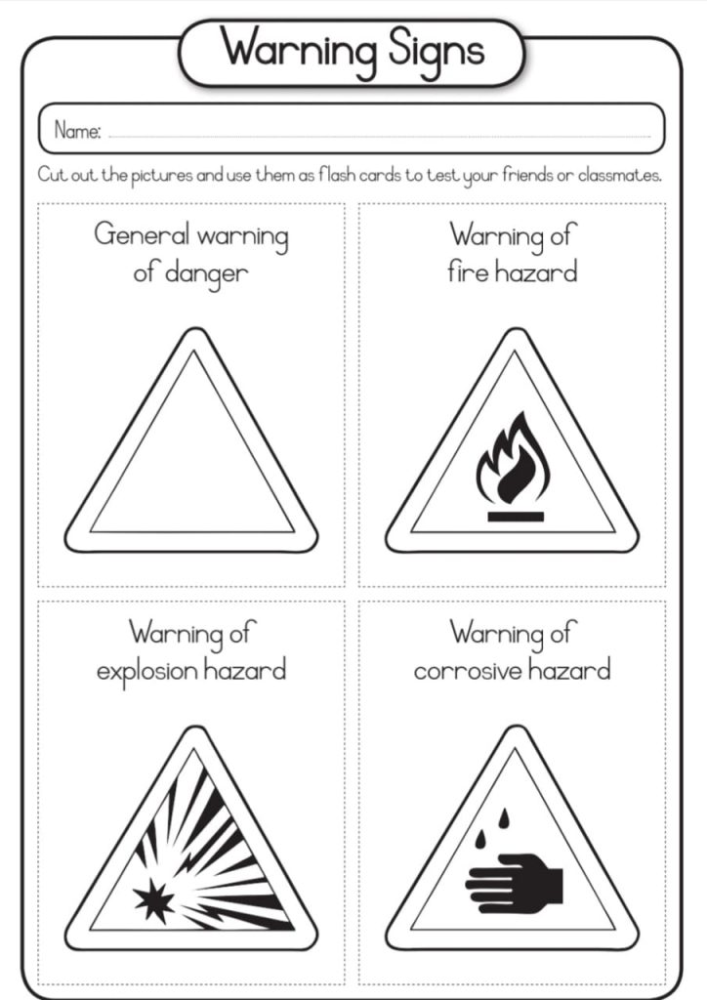 Warning Signs
Name:
Cut out the pictures and use them as flash cards to test your friends or classmates.
General warning
of danger
Warning of
fire hazard
Warning of
explosion hazard
Warning of
corrosive hazard